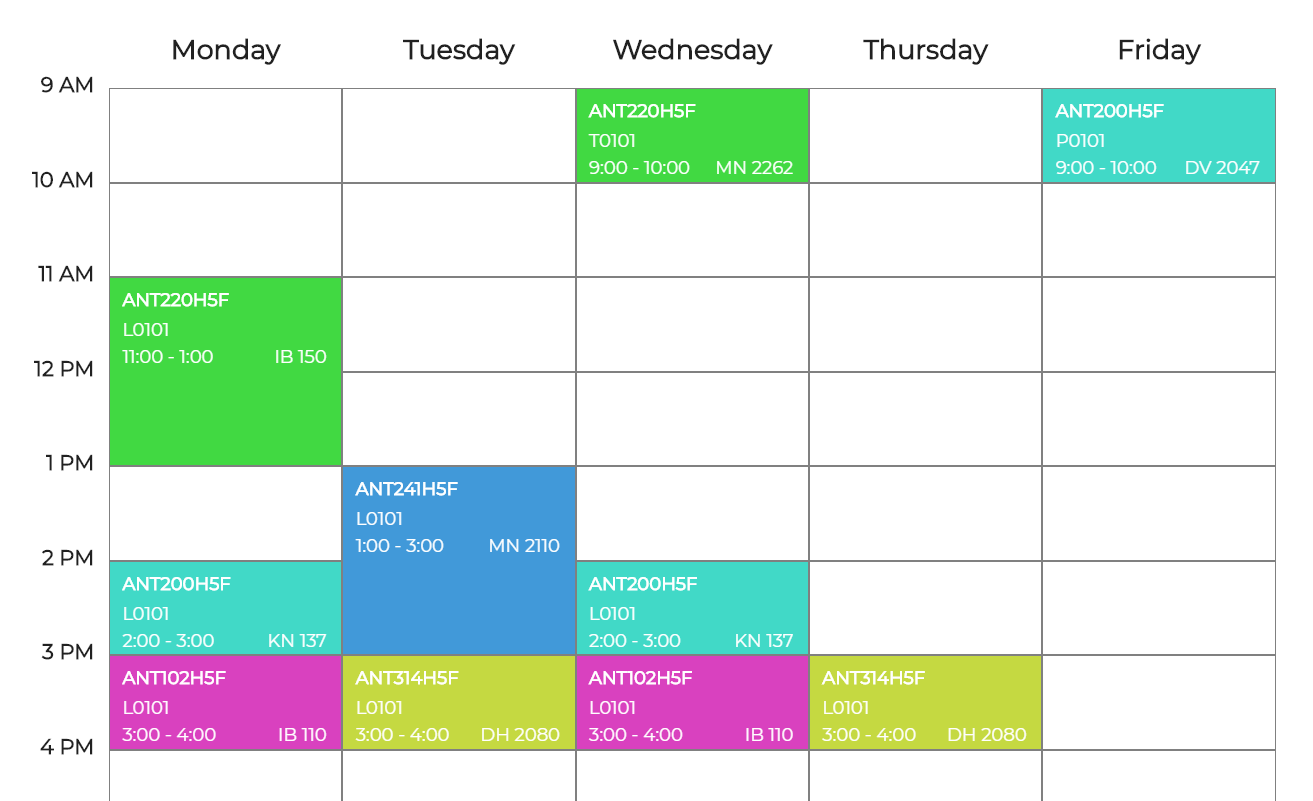 Monday Tuesday Wednesday Thursday Friday
9 AM
ANT220H5F
T0101
9:00 - 10:00 MN 2262
ANT200H5F
P0101
9:00 - 10:00 DV 2047
10 AM
11 AM
ANT220H5F
L0101
11:00 - 1:00 IB 150
12 PM
1 PM
ANT241H5F
L0101
1:00 - 3:00 MN 2110
2 PM
ANT200H5F
L0101
2:00 - 3:00 KN 137
ANT200H5F
L0101
2:00 - 3:00 KN 137
3 PM
ANT102H5F
L0101
3:00 - 4:00 IB 110
ANT314H5F
L0101
3:00 - 4:00 DH 2080
ANT102H5F
L0101
3:00 - 4:00 IB 110
ANT314H5F
L0101
3:00 - 4:00 DH 2080
4 PM